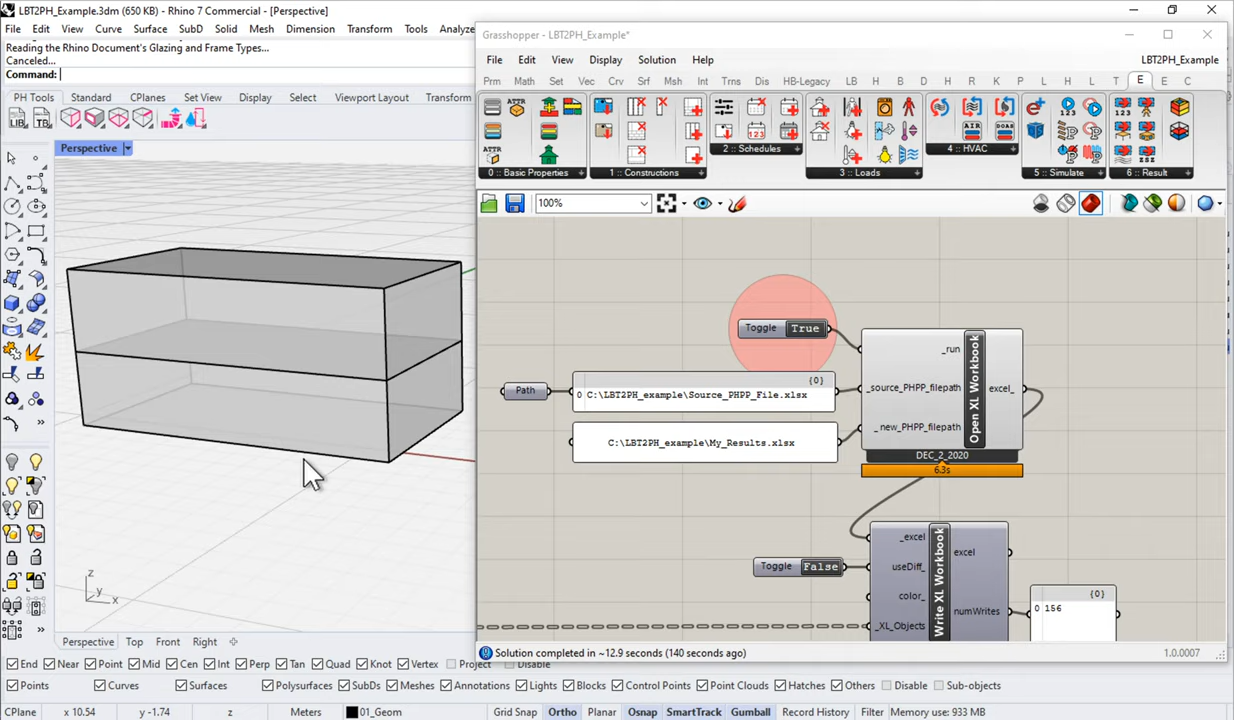 LBT2PH_Example.3dm (650 KB) - Rhino 7 Commercial - [Perspective]
File Edit View Curve Surface SubD Solid Mesh Dimension Transform Tools Analyze
Reading the Rhino Document's Glazing and Frame Types...
Canceled...
Command:
PH Tools Standard CPlanes Set View Display Select Viewport Layout Transform
LIB TB
Perspective
z
y
x
Perspective Top Front Right
Grasshopper - LBT2PH_Example*
File Edit View Display Solution Help LBT2PH_Example
Prm Math Set Vec Crv Srf Msh Int Trns Dis HB-Legacy LB H B D H R K P L H L T E E C
ATTR
ATTR
123
AIR DOAS
123
0 :: Basic Properties 1 :: Constructions 2 :: Schedules 3 :: Loads 4 :: HVAC 5 :: Simulate 6 :: Result
100%
Toggle True
Path
{0}
0 C:\LBT2PH_example\Source_PHPP_File.xlsx
C:\LBT2PH_example\My_Results.xlsx
_run
_source_PHPP_filepath
_new_PHPP_filepath
Open XL Workbook
excel_
DEC_2_2020
6.3s
Toggle False
_excel
useDiff_
color_
_XL_Objects
Write XL Workbook
excel
numWrites
{0}
0 156
Solution completed in ~12.9 seconds (140 seconds ago) 1.0.0007
End Near Point Mid Cen Int Perp Tan Quad Knot Vertex Project Disable
Points Curves Surfaces Polysurfaces SubDs Meshes Annotations Lights Blocks Control Points Point Clouds Hatches Others Disable Sub-objects
CPlane x 10.54 y -1.74 z Meters 01_Geom Grid Snap Ortho Planar Osnap SmartTrack Gumball Record History Filter Memory use: 933 MB